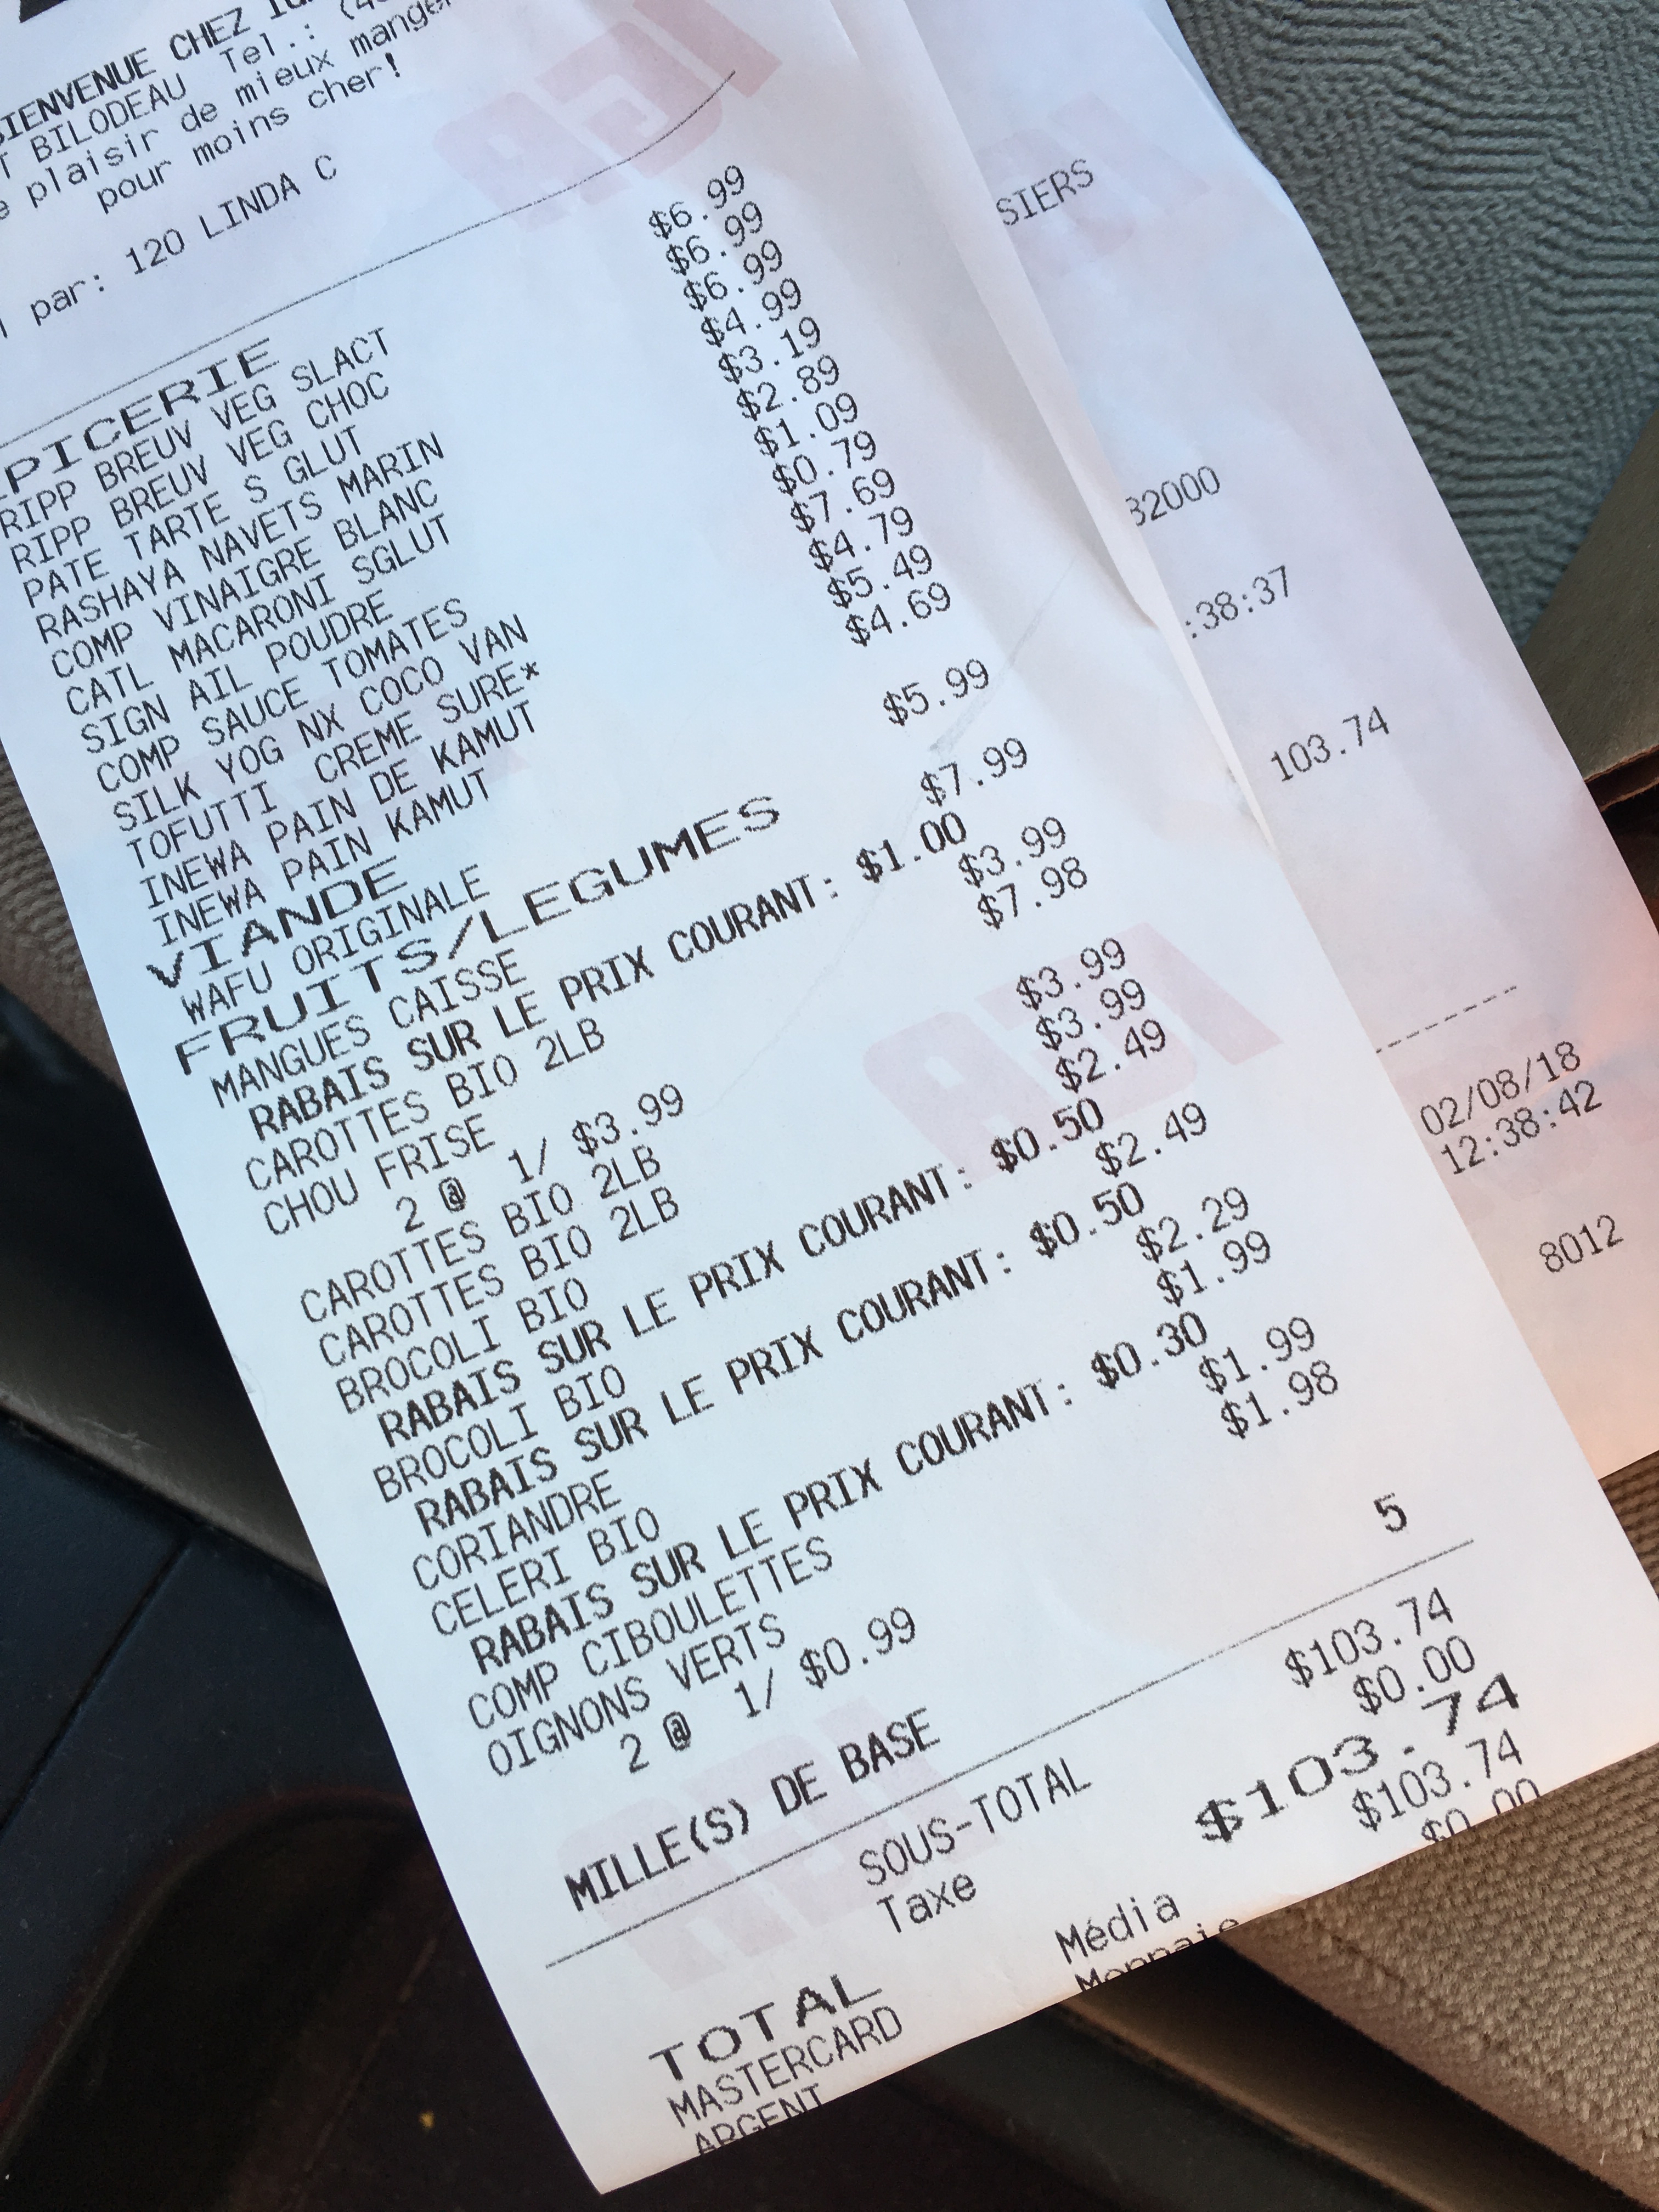 BIENVENUE CHEZ
BILODEAU Tel.:
plaisir de mieux manger
pour moins cher!
par: 120 LINDA C
EPICERIE
RIPP BREUV VEG SLACT $6.99
RIPP BREUV VEG CHOC $6.99
PATE TARTE S GLUT $6.99
RASHAYA NAVETS MARIN $4.99
COMP VINAIGRE BLANC $3.19
CATL MACARONI SGLUT $2.89
SIGN AIL POUDRE $1.09
COMP SAUCE TOMATES $0.79
SILK YOG NX COCO VAN $7.69
TOFUTTI CREME SURE* $4.79
INEWA PAIN DE KAMUT $5.49
INEWA PAIN KAMUT $4.69
VIANDE
WAFU ORIGINALE $5.99
FRUITS/LEGUMES
MANGUES CAISSE $7.99
RABAIS SUR LE PRIX COURANT: $1.00
CAROTTES BIO 2LB $3.99
CHOU FRISE $7.98
2 @ 1/ $3.99
CAROTTES BIO 2LB $3.99
CAROTTES BIO 2LB $3.99
BROCOLI BIO $2.49
RABAIS SUR LE PRIX COURANT: $0.50
BROCOLI BIO $2.49
RABAIS SUR LE PRIX COURANT: $0.50
CORIANDRE $2.29
CELERI BIO $1.99
RABAIS SUR LE PRIX COURANT: $0.30
COMP CIBOULETTES $1.99
OIGNONS VERTS $1.98
2 @ 1/ $0.99
MILLE(S) DE BASE 5
SOUS-TOTAL $103.74
Taxe $0.00
TOTAL $103.74
MASTERCARD Média $103.74
ARGENT Monnaie $0.00
SIERS
32000
:38:37
103.74
02/08/18
12:38:42
8012
IGA
IGA